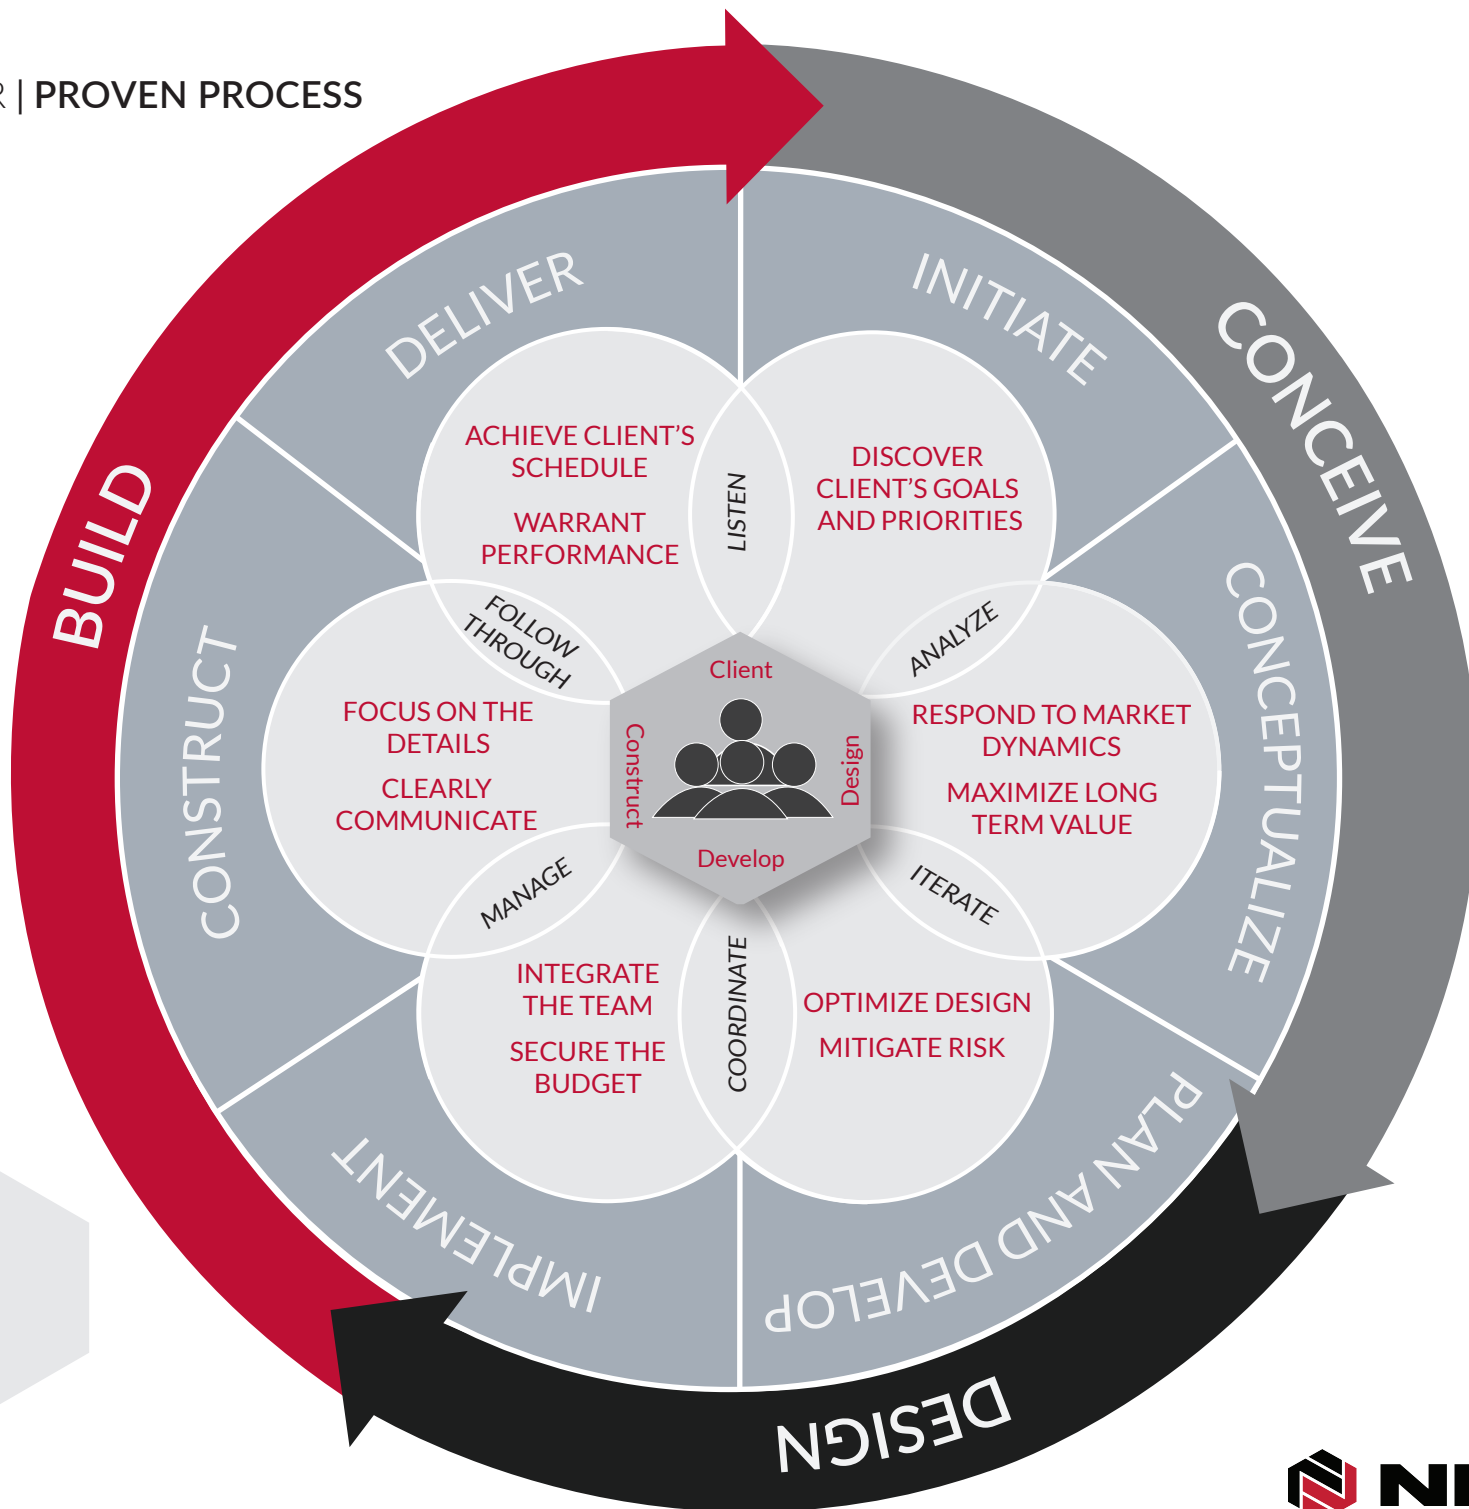 R | PROVEN PROCESS
BUILD
CONCEIVE
DESIGN
DELIVER
INITIATE
CONCEPTUALIZE
PLAN AND DEVELOP
IMPLEMENT
CONSTRUCT
ACHIEVE CLIENT'S
SCHEDULE
WARRANT
PERFORMANCE
LISTEN
DISCOVER
CLIENT'S GOALS
AND PRIORITIES
ANALYZE
RESPOND TO MARKET
DYNAMICS
MAXIMIZE LONG
TERM VALUE
ITERATE
OPTIMIZE DESIGN
MITIGATE RISK
COORDINATE
INTEGRATE
THE TEAM
SECURE THE
BUDGET
MANAGE
FOCUS ON THE
DETAILS
CLEARLY
COMMUNICATE
FOLLOW
THROUGH
Client
Design
Develop
Construct